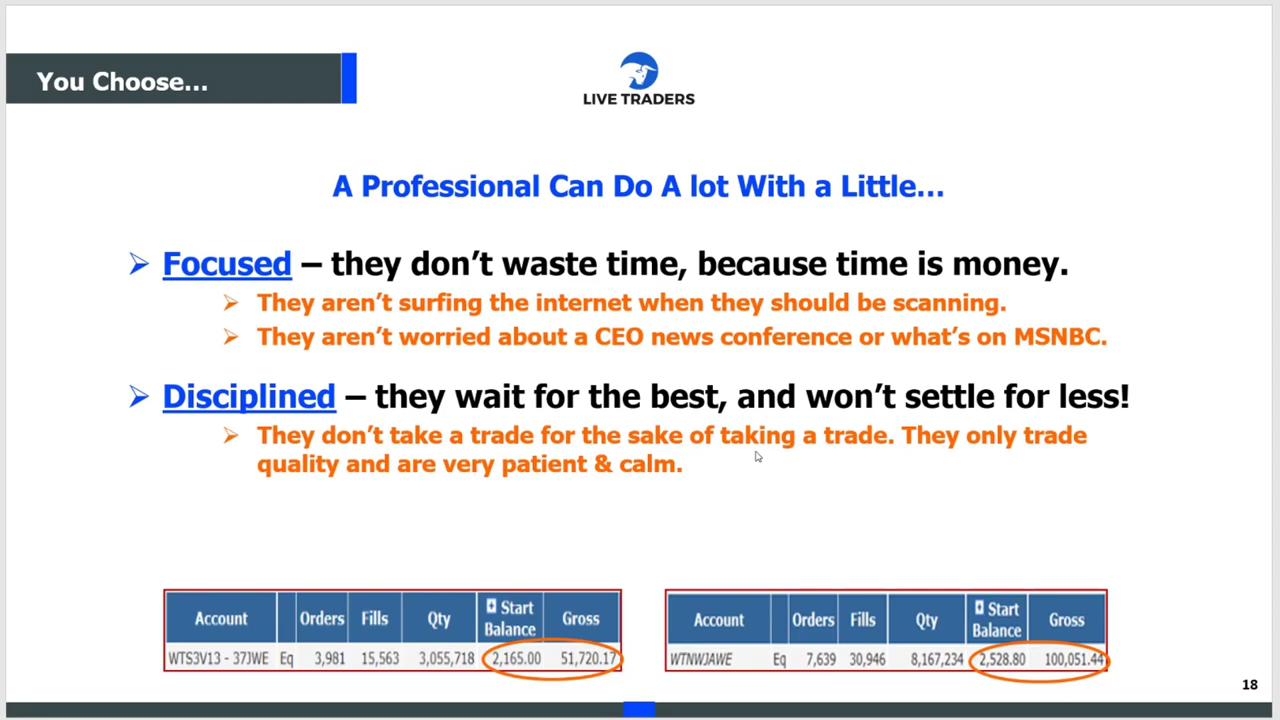 You Choose...
LIVE TRADERS
A Professional Can Do A lot With a Little...
Focused – they don't waste time, because time is money.
They aren't surfing the internet when they should be scanning.
They aren't worried about a CEO news conference or what's on MSNBC.
Disciplined – they wait for the best, and won't settle for less!
They don't take a trade for the sake of taking a trade. They only trade
quality and are very patient & calm.
Account Orders Fills Qty Start Balance Gross
WTS3V13 - 37JWE Eq 3,981 15,563 3,055,718 2,165.00 51,720.17
Account Orders Fills Qty Start Balance Gross
WTNWJAWE Eq 7,639 30,946 8,167,234 2,528.80 100,051.44
18